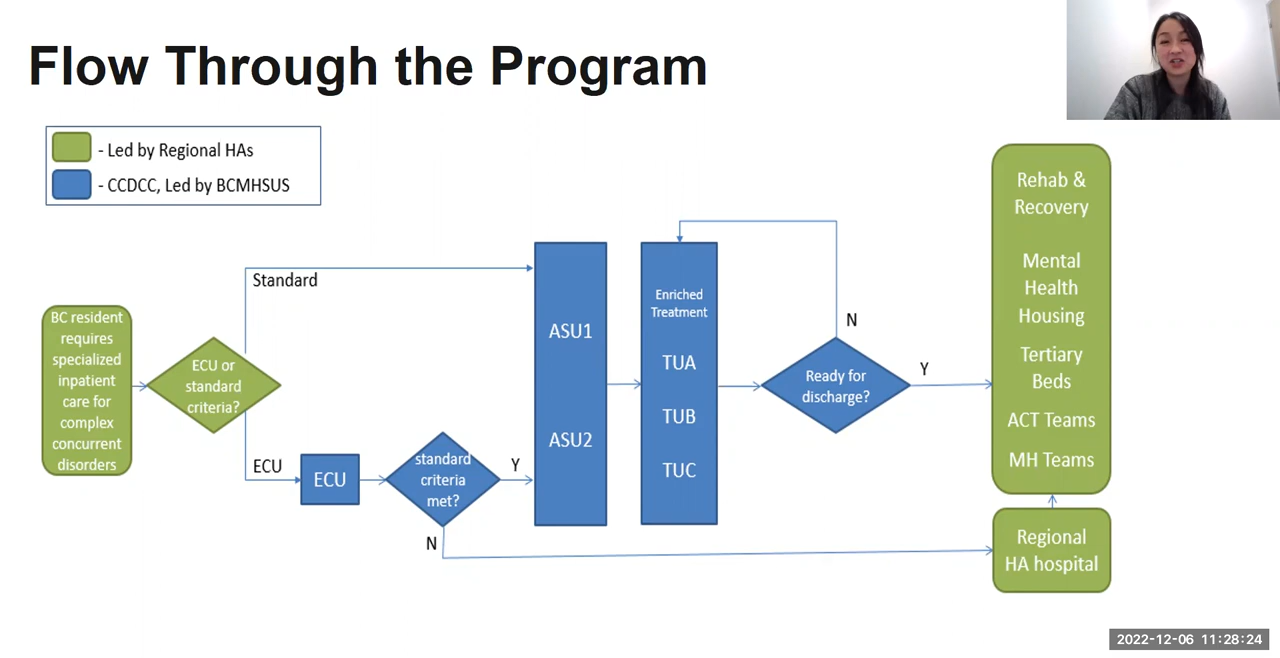 Flow Through the Program
- Led by Regional HAs
- CCDCC, Led by BCMHSUS
BC resident
requires
specialized
inpatient
care for
complex
concurrent
disorders
ECU or
standard
criteria?
Standard
ECU
ECU
standard
criteria
met?
Y
N
ASU1
ASU2
Enriched
Treatment
TUA
TUB
TUC
Ready for
discharge?
N
Y
Rehab &
Recovery
Mental
Health
Housing
Tertiary
Beds
ACT Teams
MH Teams
Regional
HA hospital
2022-12-06 11:28:24